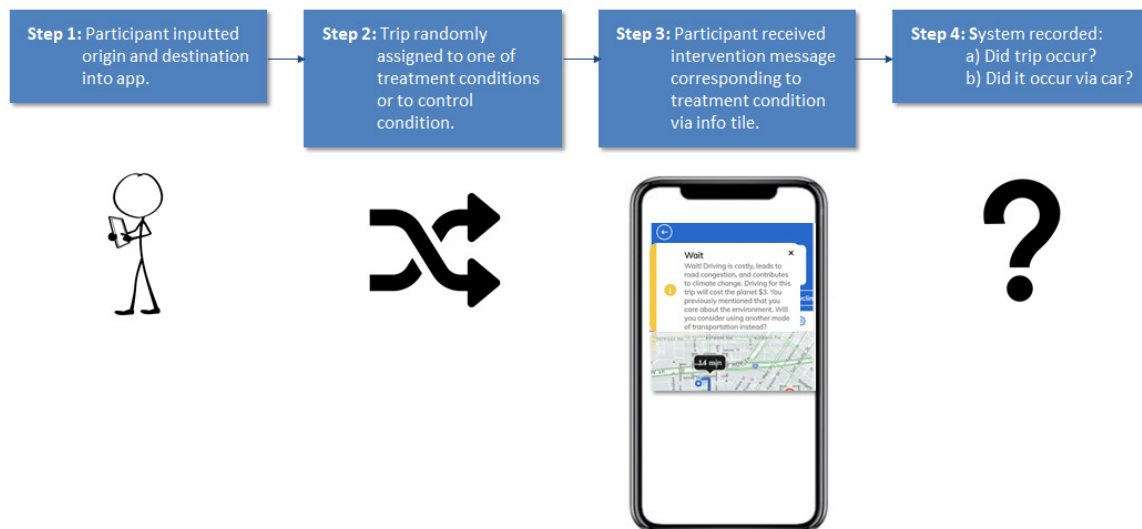 Step 1: Participant inputted
origin and destination
into app.
Step 2: Trip randomly
assigned to one of
treatment conditions
or to control
condition.
Step 3: Participant received
intervention message
corresponding to
treatment condition
via info tile.
Step 4: System recorded:
a) Did trip occur?
b) Did it occur via car?
Wait
Wait! Driving is costly, leads to
road congestion, and contributes
to climate change. Driving for this
trip will cost the planet $3. You
previously mentioned that you
care about the environment. Will
you consider using another mode
of transportation instead?
14 min
?